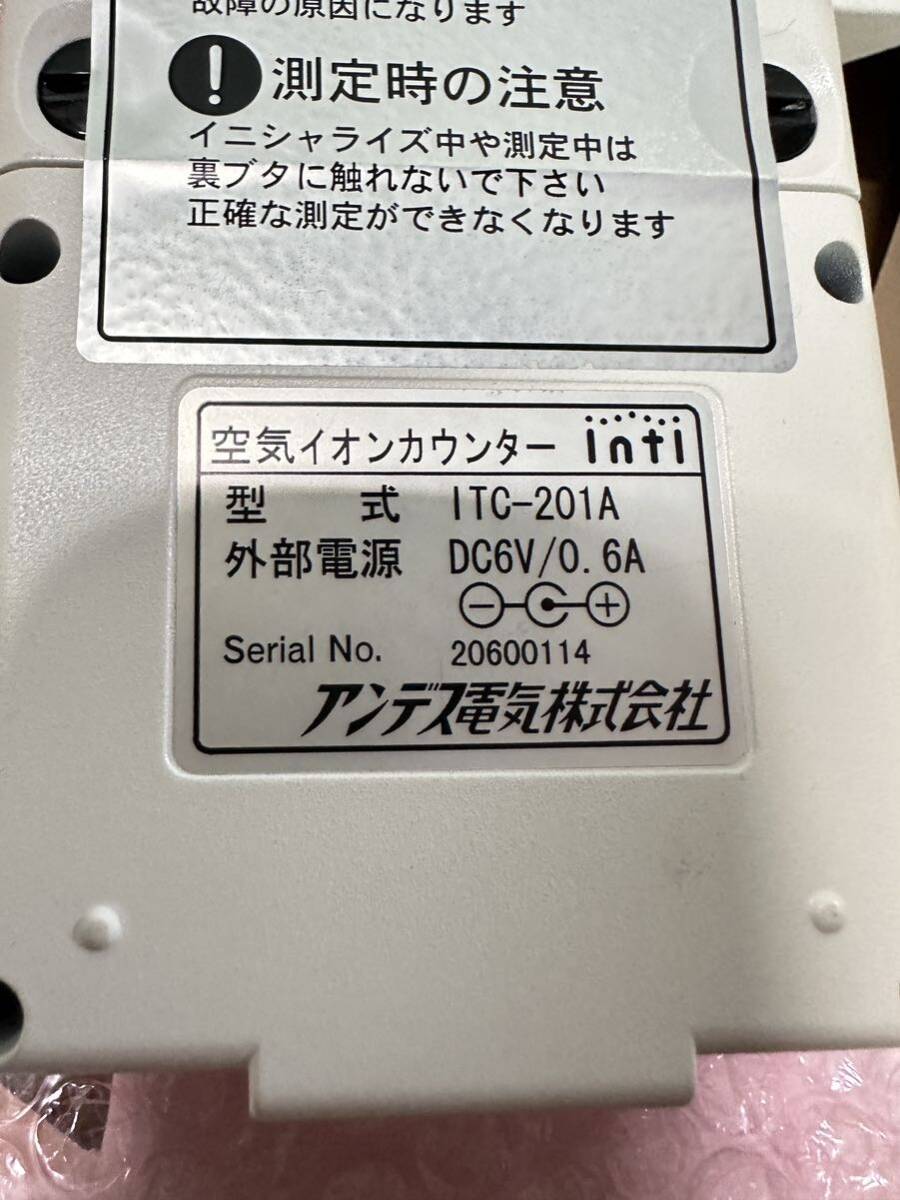 故障の原因になります
! 測定時の注意
イニシャライズ中や測定中は
裏ブタに触れないで下さい
正確な測定ができなくなります
空気イオンカウンター inti
型 式 ITC-201A
外部電源 DC6V/0.6A
Serial No. 20600114
アンデス電気株式会社